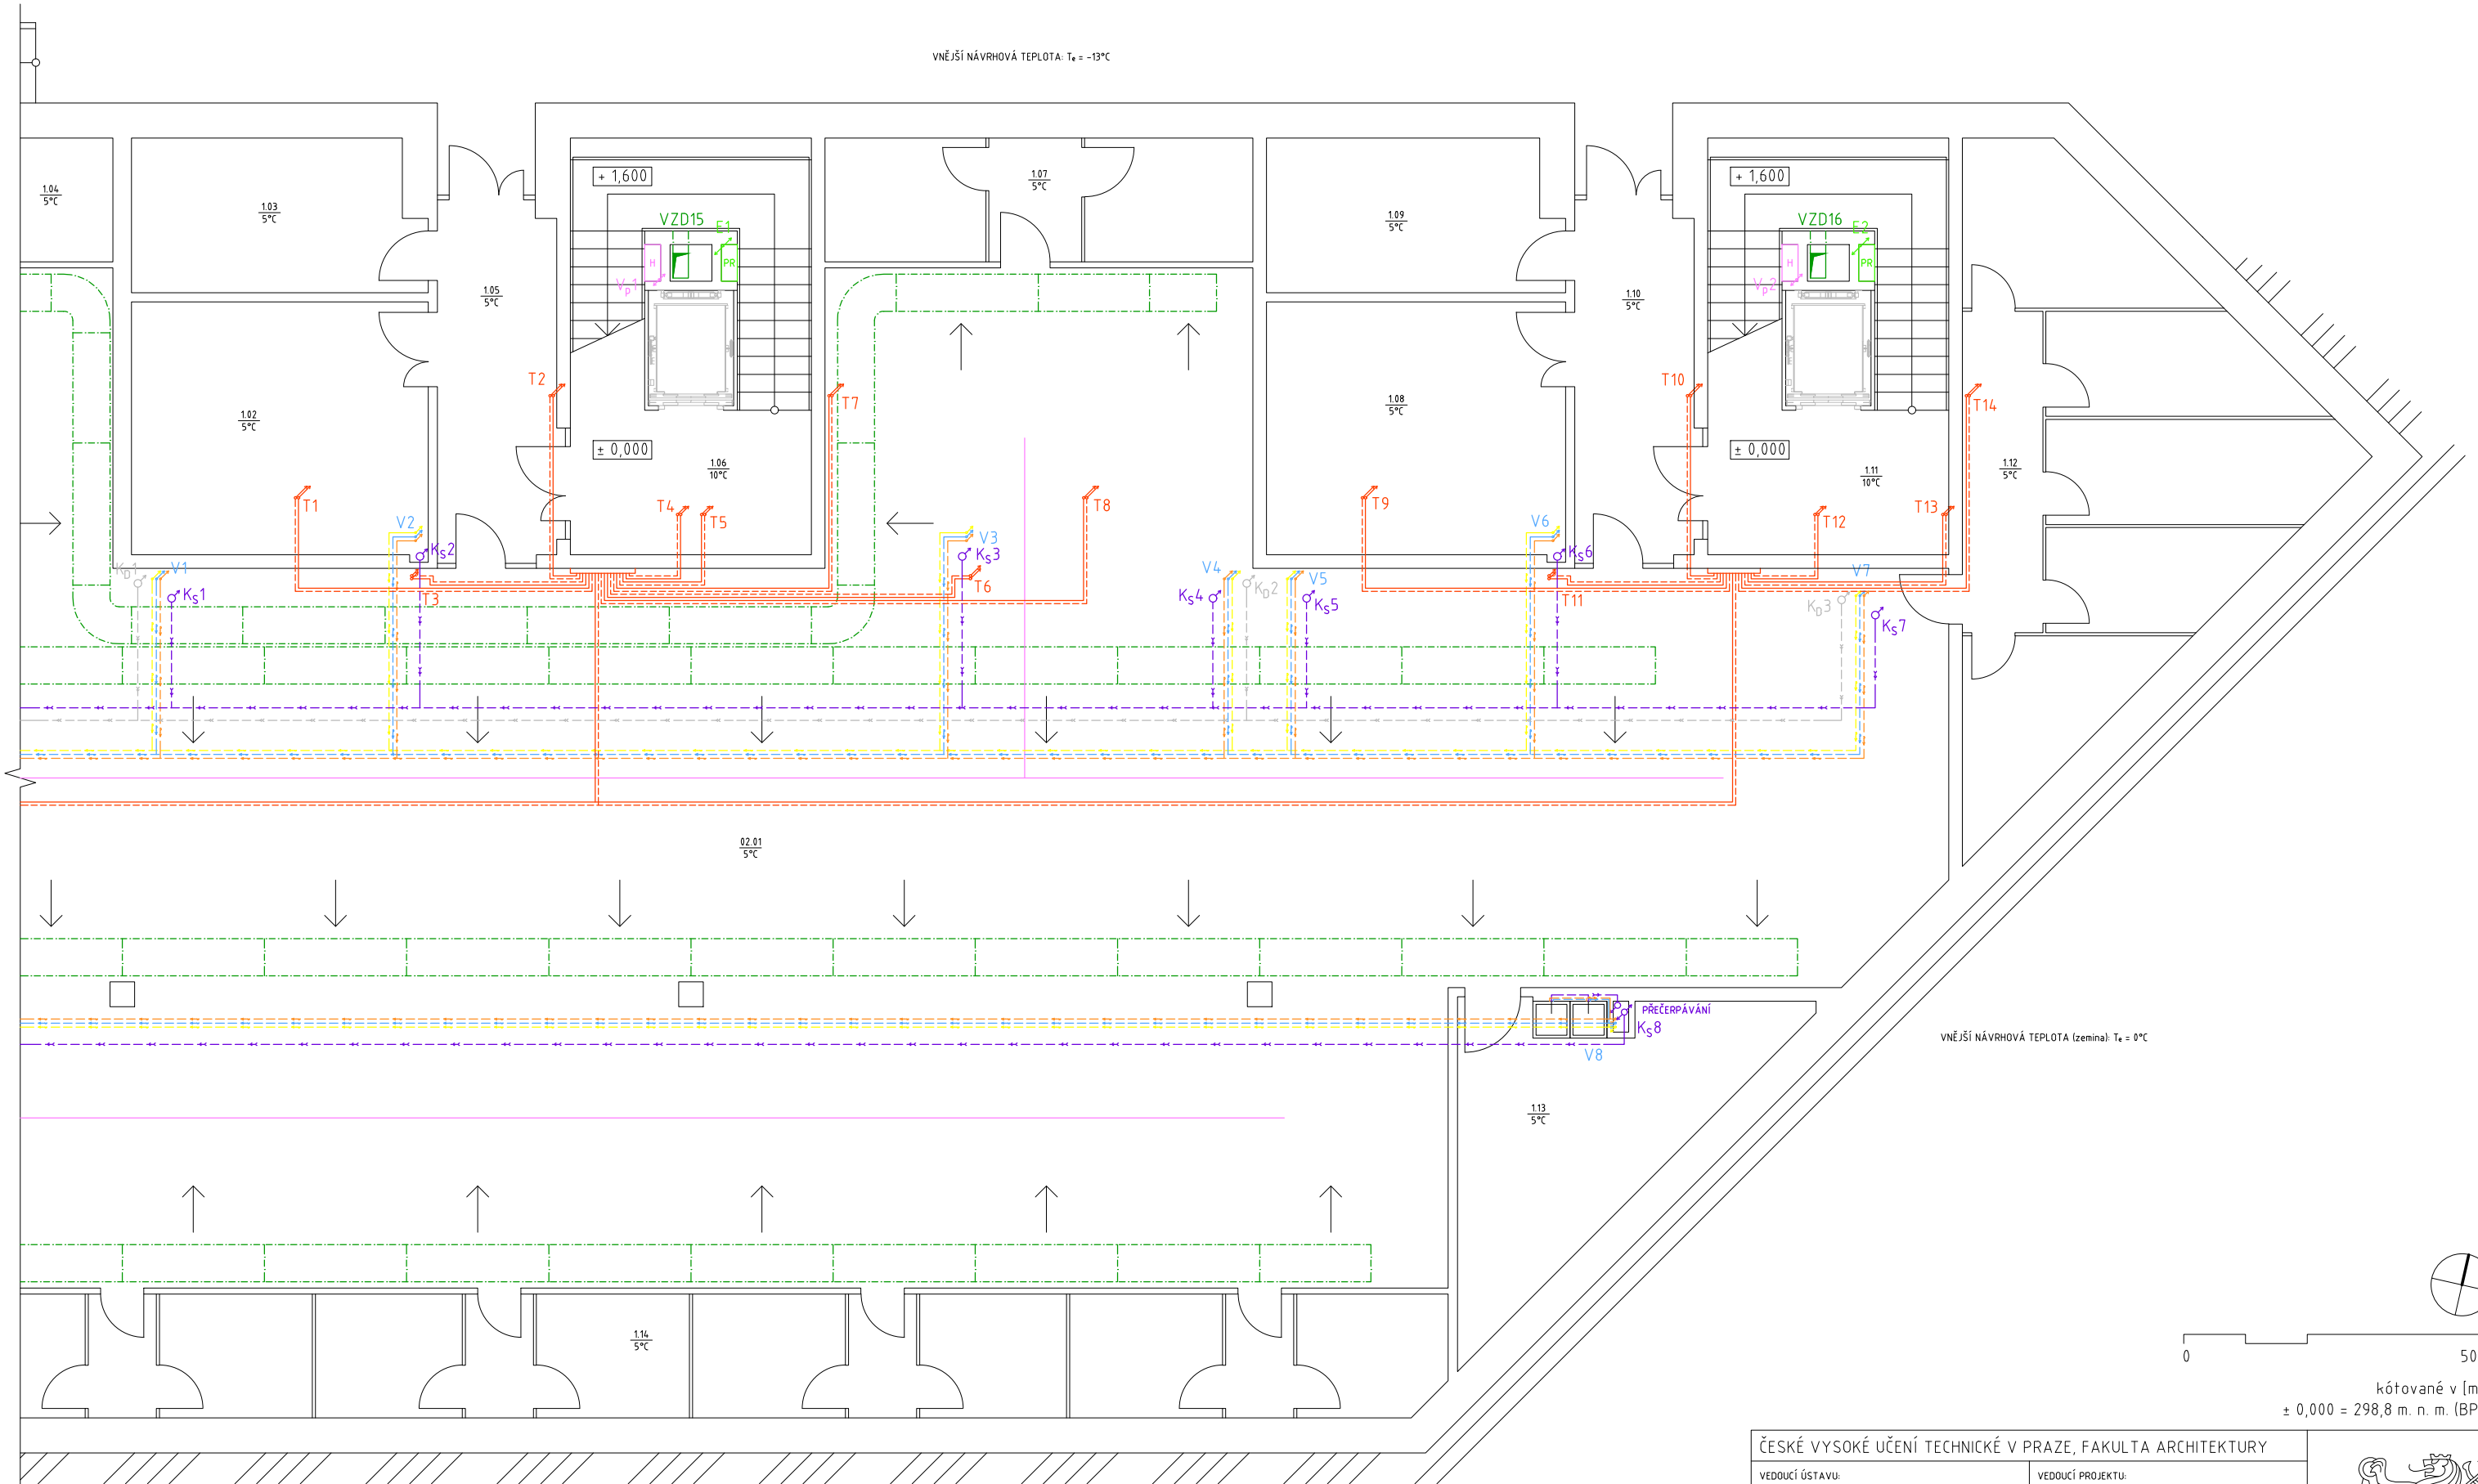 VNĚJŠÍ NÁVRHOVÁ TEPLOTA: Te = -13°C
+ 1,600
+ 1,600
1.04
5°C
1.03
5°C
1.07
5°C
1.09
5°C
VZD15
E1
H
PR
Vp1
VZD16
E2
H
PR
Vp2
1.05
5°C
1.10
5°C
T2
T7
T10
T14
1.02
5°C
1.08
5°C
± 0,000
± 0,000
1.06
10°C
1.11
10°C
1.12
5°C
T1
T4
T5
T8
T9
T12
T13
V2
KS2
V3
KS3
V6
KS6
KD1
V1
KS1
T3
T6
V4
KS4
KD2
V5
KS5
T11
V7
KD3
KS7
02.01
5°C
PŘEČERPÁVÁNÍ
KS8
V8
VNĚJŠÍ NÁVRHOVÁ TEPLOTA (zemina): Te = 0°C
1.13
5°C
1.14
5°C
0
50
kótované v [m
± 0,000 = 298,8 m. n. m. (BP
ČESKÉ VYSOKÉ UČENÍ TECHNICKÉ V PRAZE, FAKULTA ARCHITEKTURY
VEDOUCÍ ÚSTAVU:
VEDOUCÍ PROJEKTU: